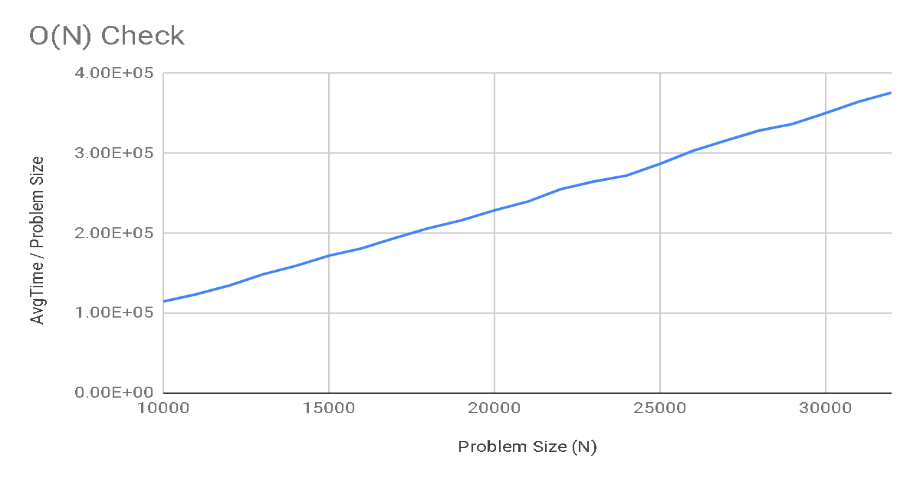 O(N) Check
4.00E+05
3.00E+05
2.00E+05
1.00E+05
0.00E+00
AvgTime / Problem Size
10000 15000 20000 25000 30000
Problem Size (N)